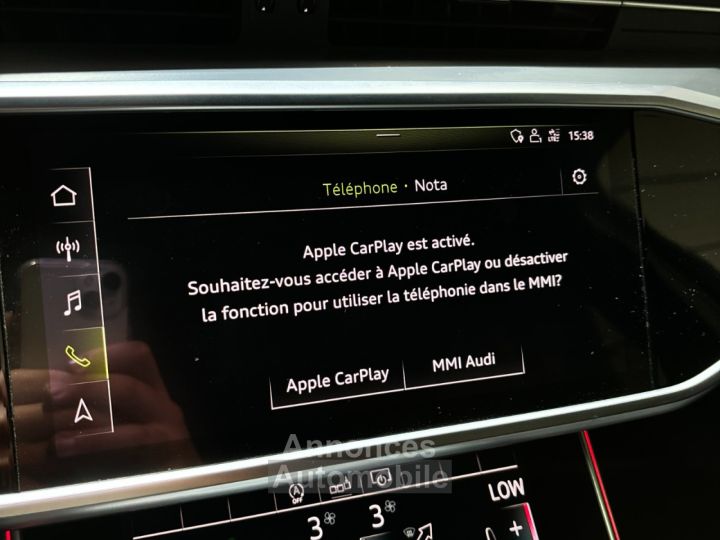 15:38
Téléphone · Nota
Apple CarPlay est activé.
Souhaitez-vous accéder à Apple CarPlay ou désactiver
la fonction pour utiliser la téléphonie dans le MMI?
Apple CarPlay
MMI Audi
Annonces
Automobile
OFF
LOW
3
3
+